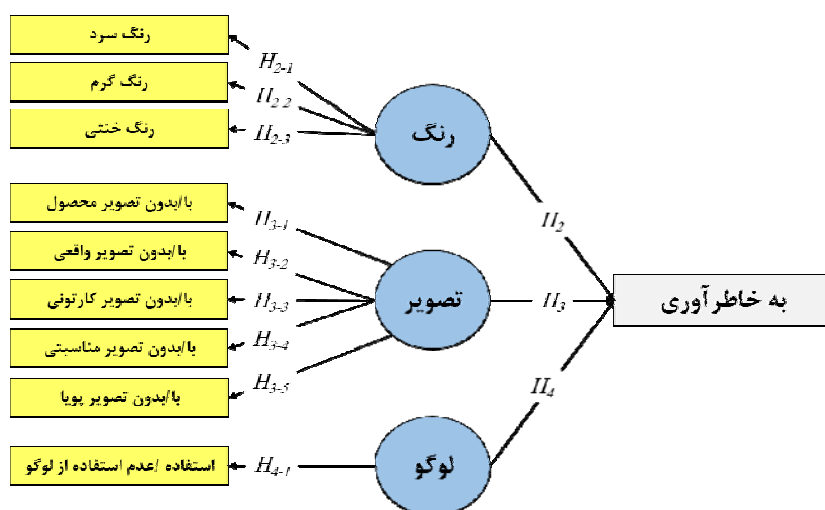 رنگ سرد
رنگ گرم
رنگ خنثی
H2-1
H2-2
H2-3
رنگ
H2
با/بدون تصویر محصول
با/بدون تصویر واقعی
با/بدون تصویر کارتونی
با/بدون تصویر مناسبتی
با/بدون تصویر پویا
H3-1
H3-2
H3-3
H3-4
H3-5
تصویر
H3
به خاطرآوری
استفاده /عدم استفاده از لوگو
H4-1
لوگو
H4